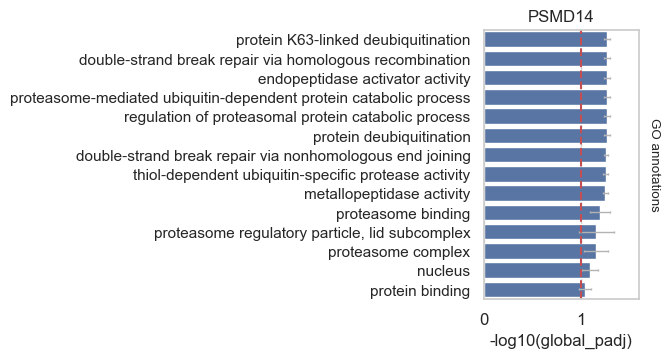 PSMD14
protein K63-linked deubiquitination
double-strand break repair via homologous recombination
endopeptidase activator activity
proteasome-mediated ubiquitin-dependent protein catabolic process
regulation of proteasomal protein catabolic process
protein deubiquitination
double-strand break repair via nonhomologous end joining
thiol-dependent ubiquitin-specific protease activity
metallopeptidase activity
proteasome binding
proteasome regulatory particle, lid subcomplex
proteasome complex
nucleus
protein binding
GO annotations
0 1
-log10(global_padj)